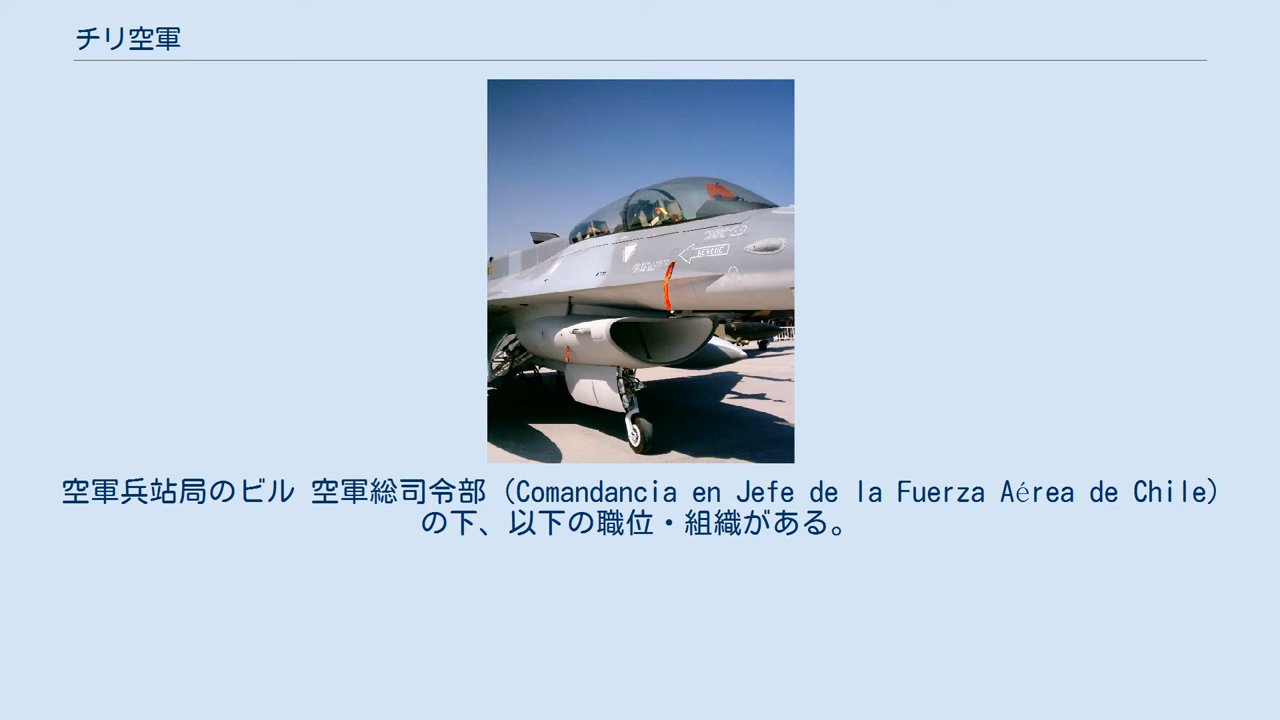 チリ空軍
RESCUE
空軍兵站局のビル 空軍総司令部（Comandancia en Jefe de la Fuerza Aérea de Chile）
の下、以下の職位・組織がある。